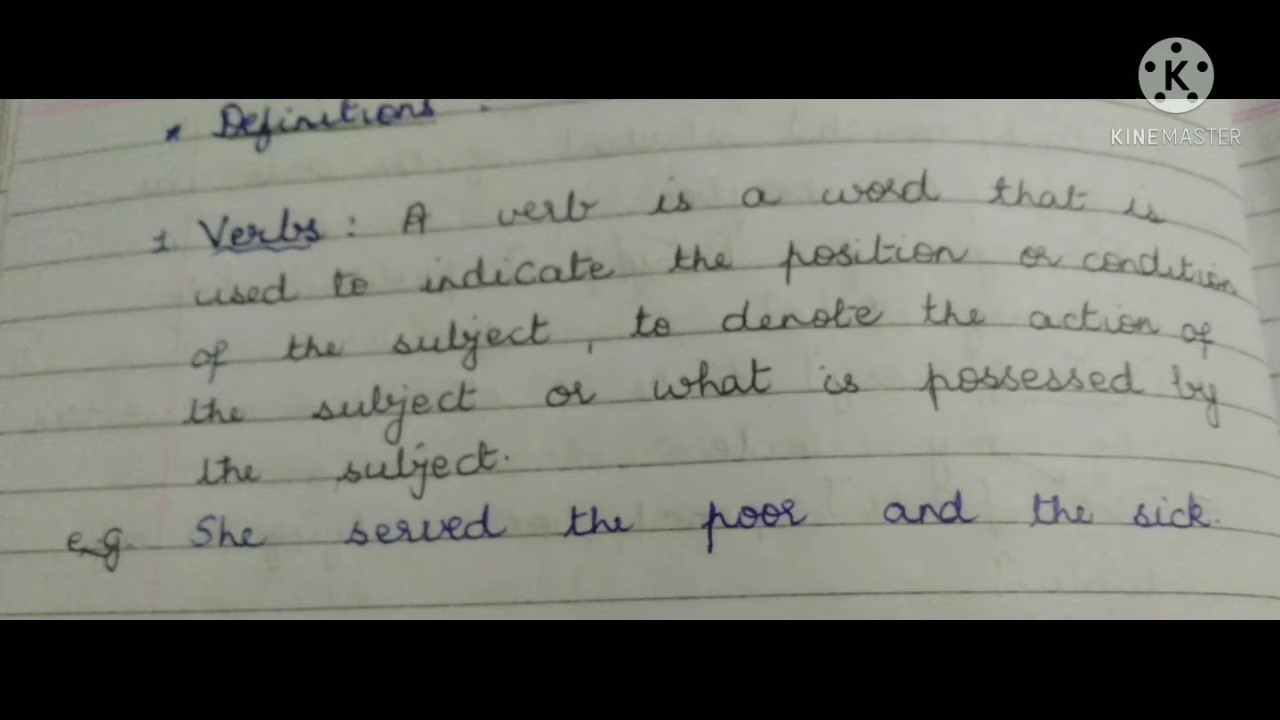 K
KINEMASTER
* Definitions :
1 Verbs : A verb is a word that is
used to indicate the position or condition
of the subject, to denote the action of
the subject or what is possessed by
the subject.
e.g. She served the poor and the sick.